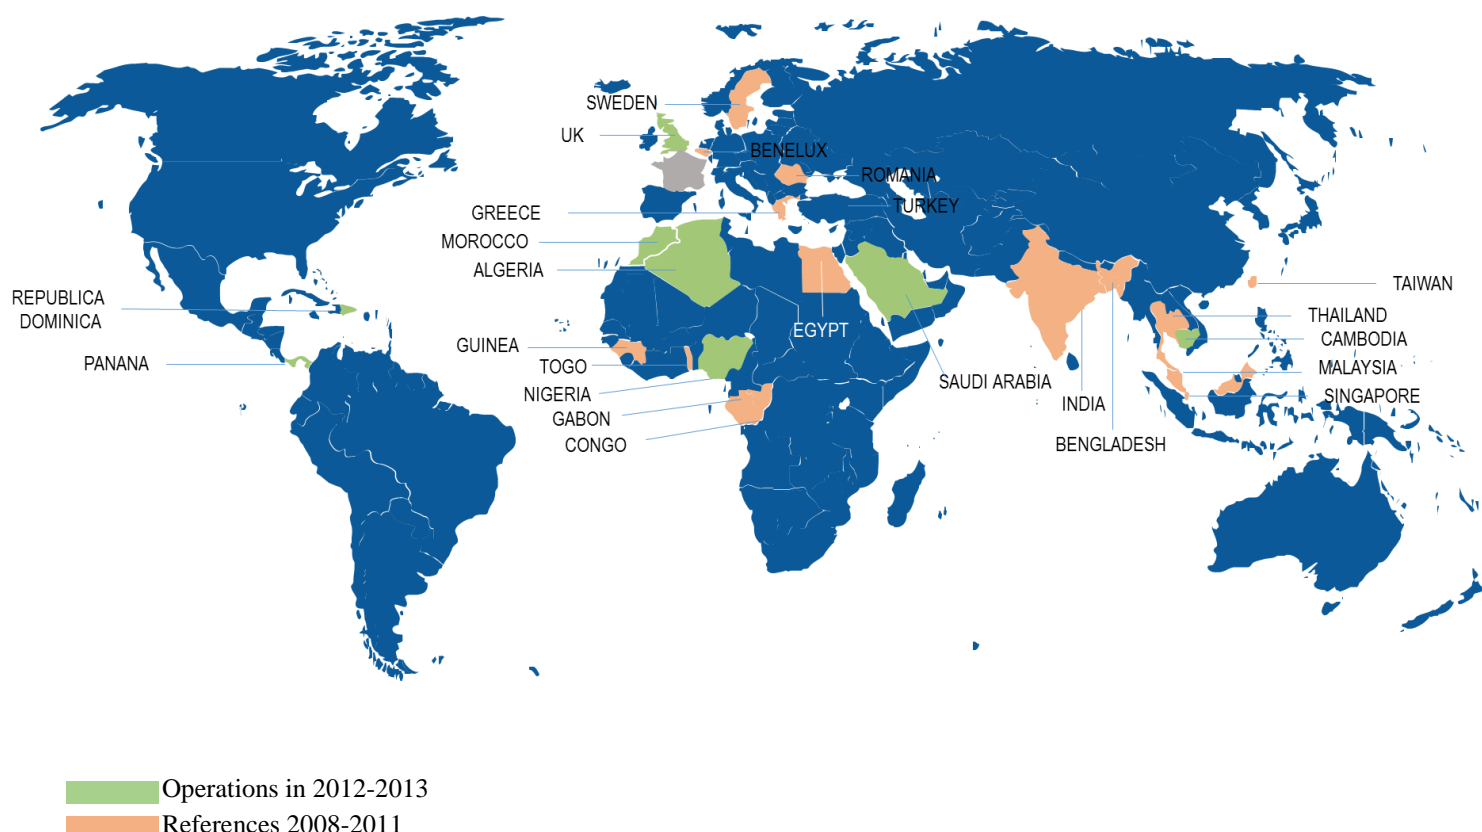 SWEDEN
UK
BENELUX
ROMANIA
TURKEY
GREECE
MOROCCO
ALGERIA
REPUBLICA
DOMINICA
PANANA
GUINEA
TOGO
NIGERIA
GABON
CONGO
EGYPT
SAUDI ARABIA
INDIA
BENGLADESH
TAIWAN
THAILAND
CAMBODIA
MALAYSIA
SINGAPORE
Operations in 2012-2013
References 2008-2011